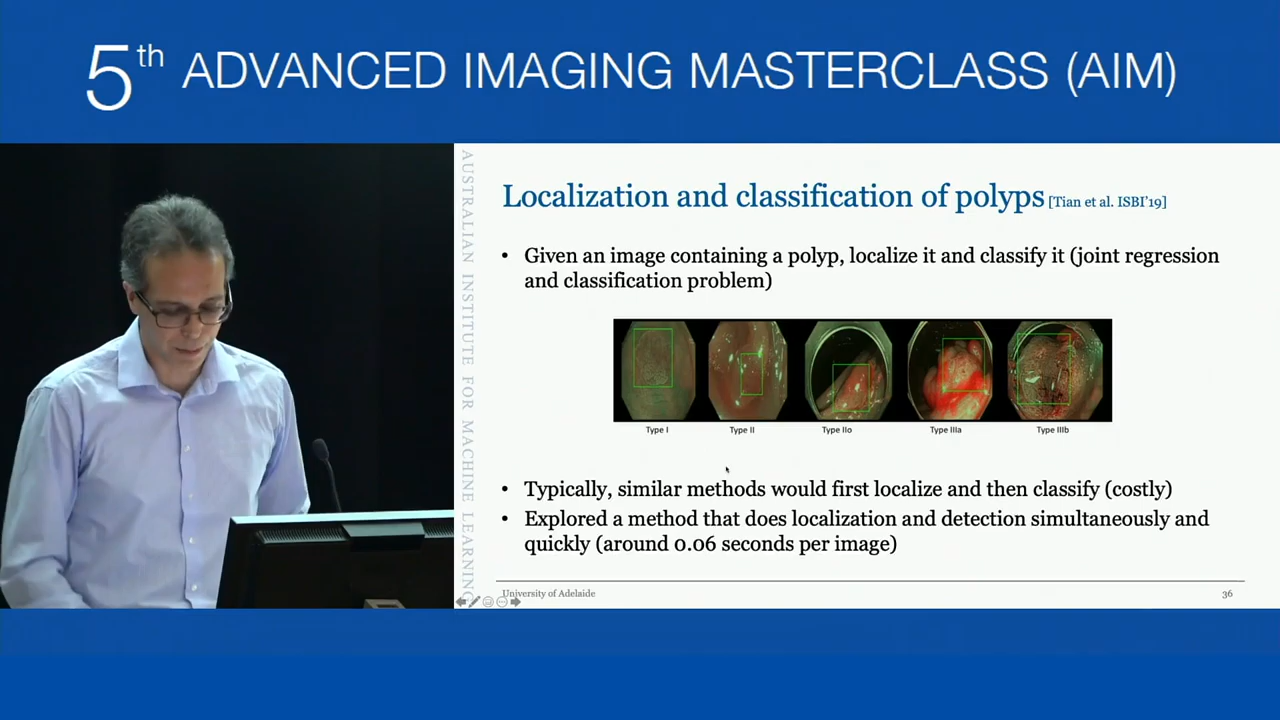 5th ADVANCED IMAGING MASTERCLASS (AIM)
AUSTRALIAN INSTITUTE FOR MACHINE LEARNING
Localization and classification of polyps [Tian et al. ISBI'19]
• Given an image containing a polyp, localize it and classify it (joint regression
and classification problem)
Type I
Type II
Type IIo
Type IIIa
Type IIIb
• Typically, similar methods would first localize and then classify (costly)
• Explored a method that does localization and detection simultaneously and
quickly (around 0.06 seconds per image)
University of Adelaide
36